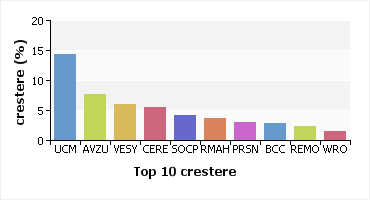 crestere (%)
20
15
10
5
0
UCM AVZU VESY CERE SOCP RMAH PRSN BCC REMO WRO
Top 10 crestere